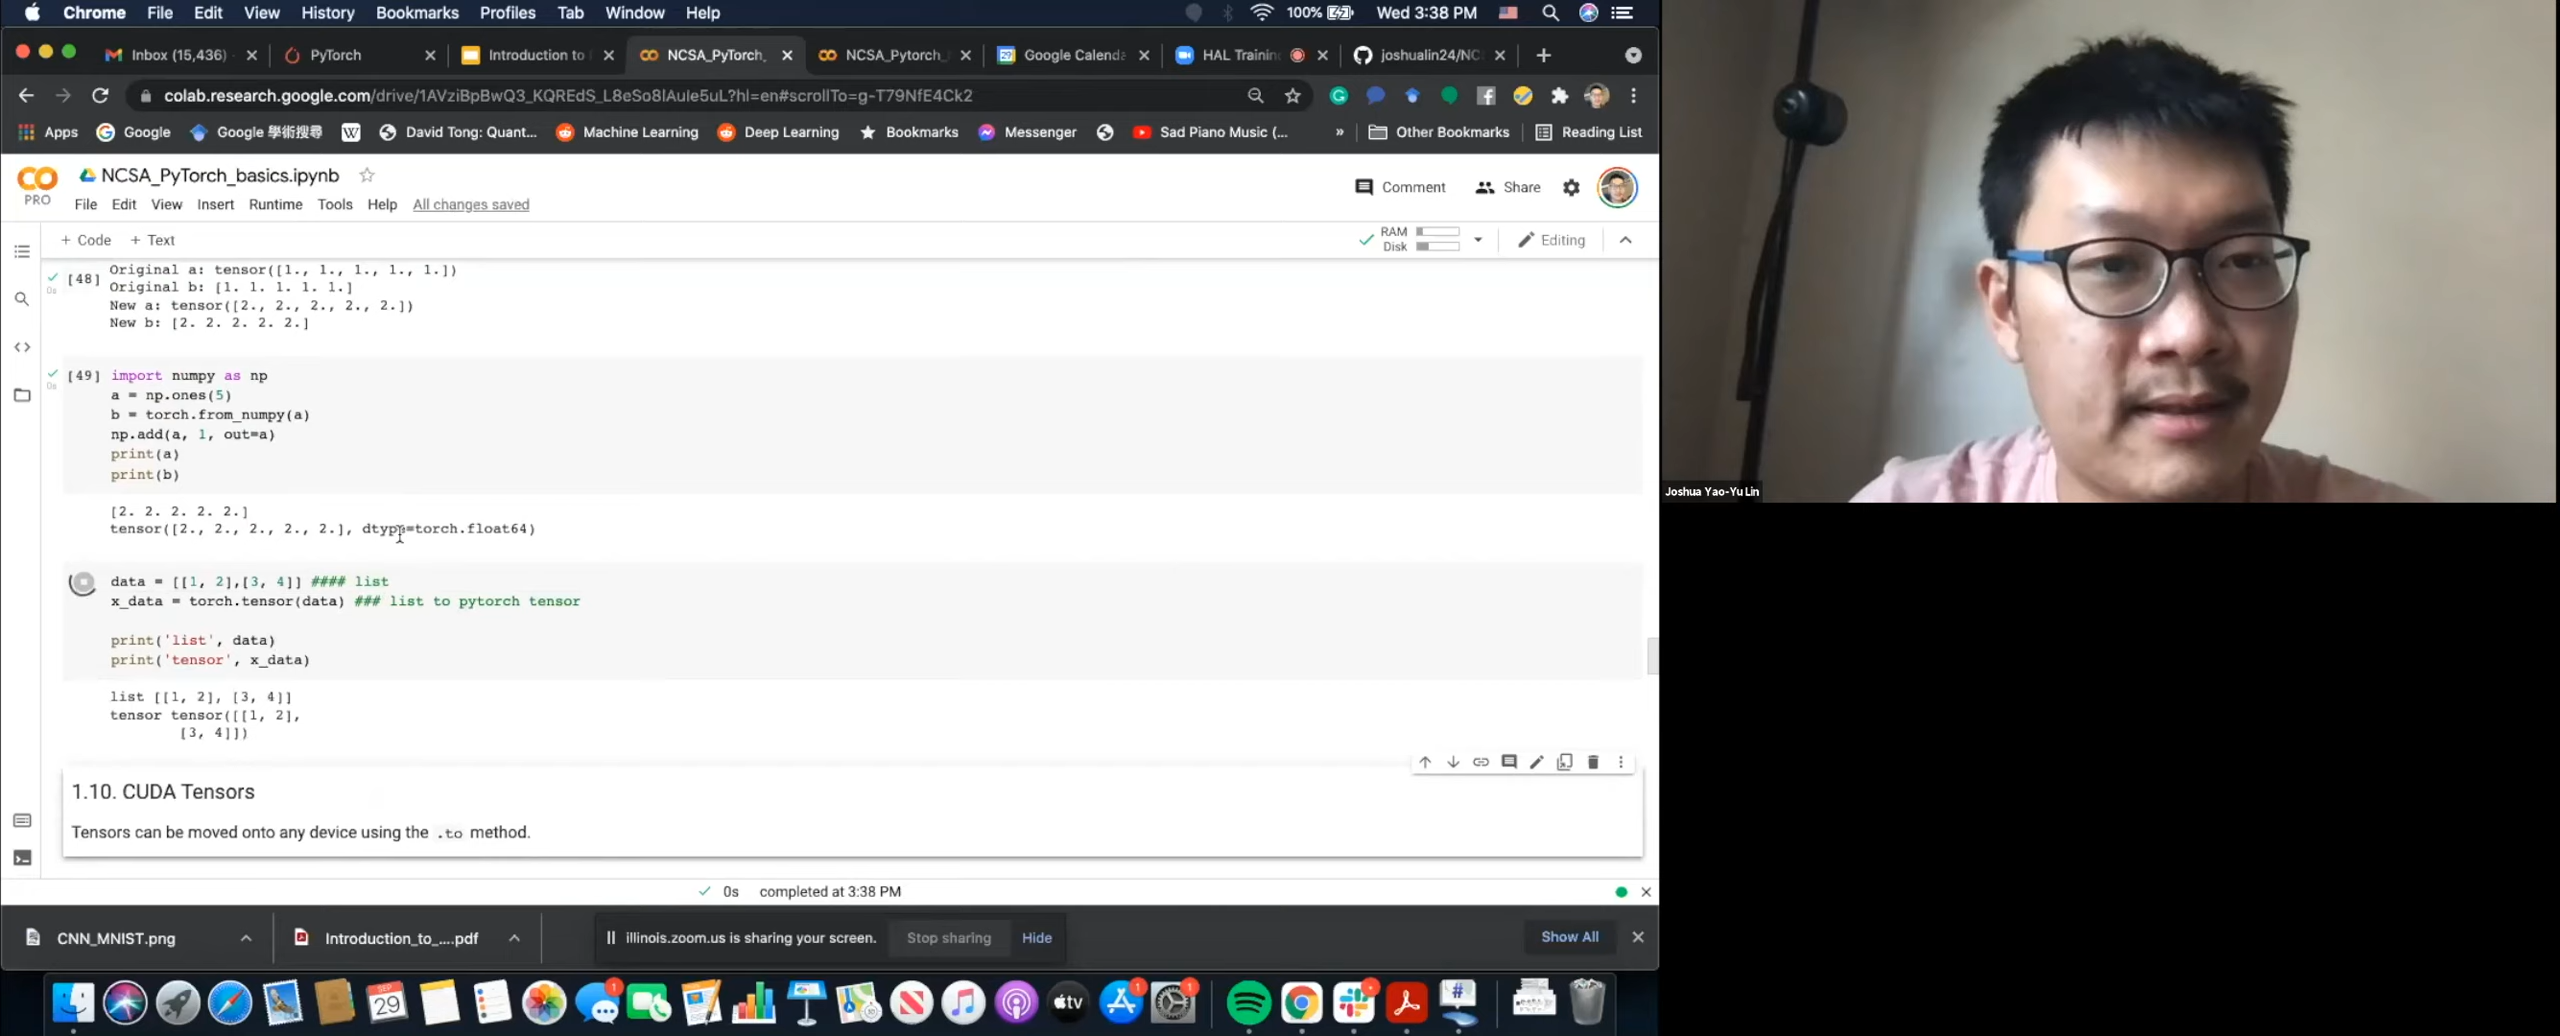 Chrome File Edit View History Bookmarks Profiles Tab Window Help 100% Wed 3:38 PM
Inbox (15,436) PyTorch Introduction to NCSA_PyTorch_ NCSA_Pytorch_ Google Calenda HAL Training joshualin24/NC
colab.research.google.com/drive/1AVziBpBwQ3_KQREdS_L8eSo8lAuIe5uL?hl=en#scrollTo=g-T79NfE4Ck2
Apps Google Google 學術搜尋 W David Tong: Quant... Machine Learning Deep Learning Bookmarks Messenger Sad Piano Music (... » Other Bookmarks Reading List
CO PRO
NCSA_PyTorch_basics.ipynb
Comment Share
File Edit View Insert Runtime Tools Help All changes saved
+ Code + Text
RAM
Disk
Editing
[48] Original a: tensor([1., 1., 1., 1., 1.])
Original b: [1. 1. 1. 1. 1.]
New a: tensor([2., 2., 2., 2., 2.])
New b: [2. 2. 2. 2. 2.]
0s
[49] import numpy as np
0s
a = np.ones(5)
b = torch.from_numpy(a)
np.add(a, 1, out=a)
print(a)
print(b)
[2. 2. 2. 2. 2.]
tensor([2., 2., 2., 2., 2.], dtype=torch.float64)
data = [[1, 2],[3, 4]] #### list
x_data = torch.tensor(data) ### list to pytorch tensor
print('list', data)
print('tensor', x_data)
list [[1, 2], [3, 4]]
tensor tensor([[1, 2],
[3, 4]])
1.10. CUDA Tensors
Tensors can be moved onto any device using the .to method.
0s completed at 3:38 PM
CNN_MNIST.png Introduction_to_....pdf illinois.zoom.us is sharing your screen. Stop sharing Hide Show All
SEP
29
1
tv
1
1
#
Joshua Yao-Yu Lin